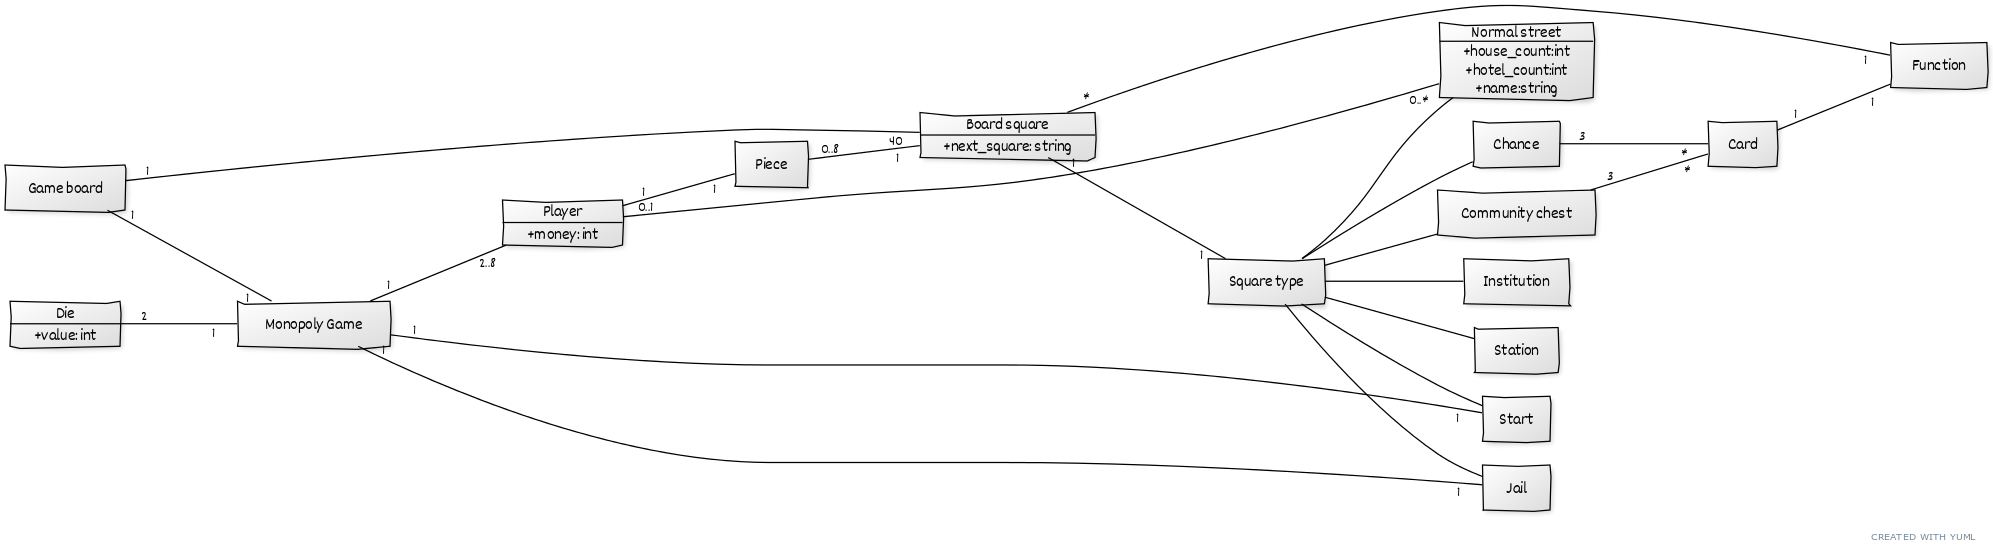 Game board
1
1
Die
+value: int
2
1
1
Monopoly Game
1
1
1
Player
+money: int
2..8
1
0..1
1
Piece
0..8
40
1
Board square
+next_square: string
*
1
1
Square type
Normal street
+house_count:int
+hotel_count:int
+name:string
0..*
Chance
3
*
Community chest
3
*
Institution
Station
Start
1
Jail
1
Card
1
1
Function
1
CREATED WITH YUML